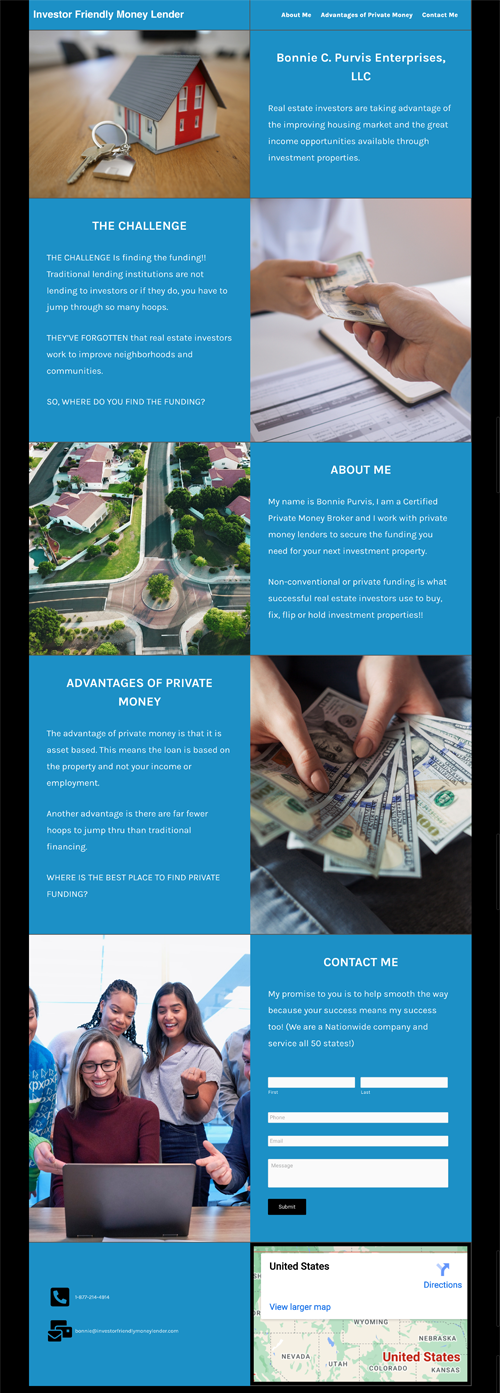 Investor Friendly Money Lender
About Me Advantages of Private Money Contact Me
Bonnie C. Purvis Enterprises,
LLC
Real estate investors are taking advantage of
the improving housing market and the great
income opportunities available through
investment properties.
THE CHALLENGE
THE CHALLENGE Is finding the funding!!
Traditional lending institutions are not
lending to investors or if they do, you have to
jump through so many hoops.
THEY'VE FORGOTTEN that real estate investors
work to improve neighborhoods and
communities.
SO, WHERE DO YOU FIND THE FUNDING?
ABOUT ME
My name is Bonnie Purvis, I am a Certified
Private Money Broker and I work with private
money lenders to secure the funding you
need for your next investment property.
Non-conventional or private funding is what
successful real estate investors use to buy,
fix, flip or hold investment properties!!
ADVANTAGES OF PRIVATE
MONEY
The advantage of private money is that it is
asset based. This means the loan is based on
the property and not your income or
employment.
Another advantage is there are far fewer
hoops to jump thru than traditional
financing.
WHERE IS THE BEST PLACE TO FIND PRIVATE
FUNDING?
100
CONTACT ME
My promise to you is to help smooth the way
because your success means my success
too! (We are a Nationwide company and
service all 50 states!)
First Last
Phone
Email
Message
Submit
1-877-214-4914
bonnie@investorfriendlymoneylender.com
United States
Directions
View larger map
WYOMING
NEBRASKA
NEVADA
UTAH
COLORADO
United States
KANSAS